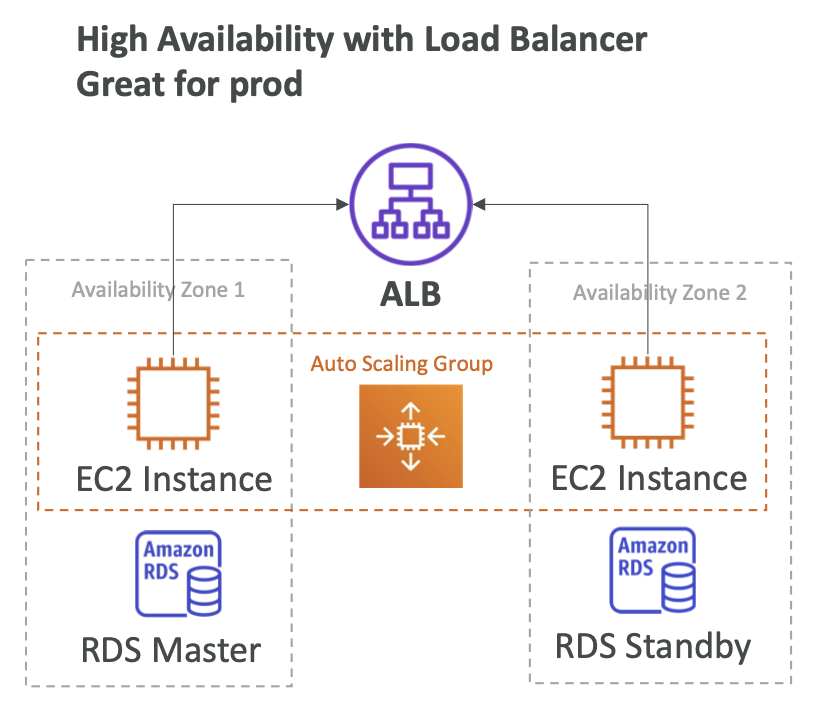 High Availability with Load Balancer
Great for prod
ALB
Availability Zone 1
Availability Zone 2
Auto Scaling Group
EC2 Instance
EC2 Instance
Amazon
RDS
RDS Master
Amazon
RDS
RDS Standby